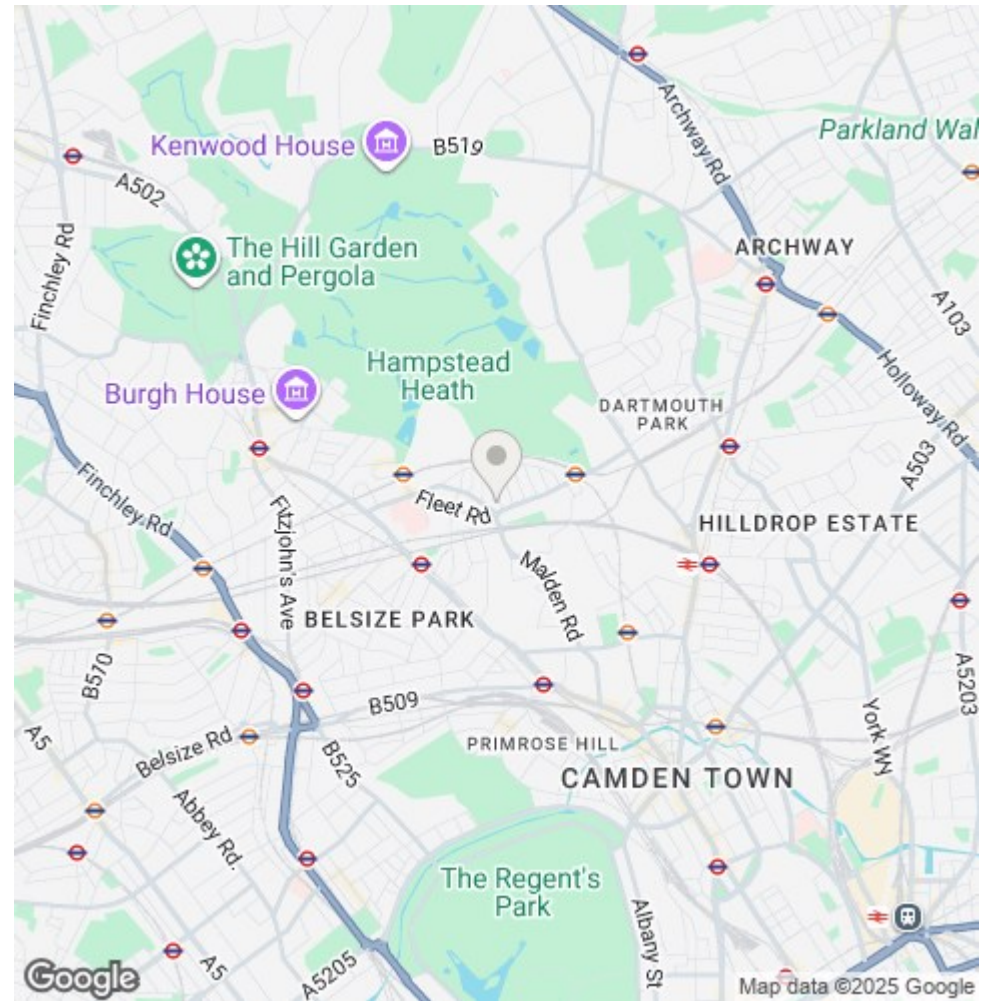 Archway Rd
Kenwood House
B519
Parkland Wal
A502
The Hill Garden
and Pergola
ARCHWAY
Finchley Rd
A103
Hampstead
Heath
Burgh House
DARTMOUTH
PARK
Holloway Rd
A503
Finchley Rd
Fleet Rd
Fitzjohn's Ave
HILLDROP ESTATE
Malden Rd
BELSIZE PARK
B570
A5203
B509
York Wy
A5
Belsize Rd
B525
PRIMROSE HILL
CAMDEN TOWN
Abbey Rd.
The Regent's
Park
Albany St
A5
A5205
Google
Map data ©2025 Google